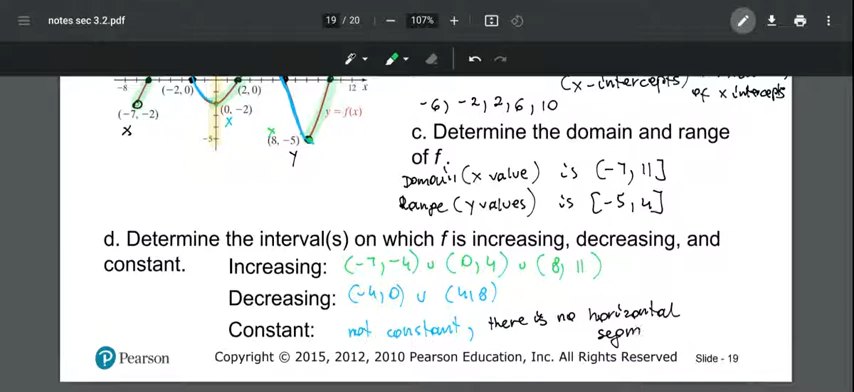 notes sec 3.2.pdf
19 / 20
107%
(x-intercepts)
of x intercepts
-8
(-2, 0)
(2, 0)
12 x
-6, -2, 2, 6, 10
(-7, -2)
(0, -2)
y = f(x)
x
x
x
-5
(8, -5)
y
c. Determine the domain and range
of f.
Domain (x value) is (-7, 11]
Range (y values) is [-5, 4]
d. Determine the interval(s) on which f is increasing, decreasing, and
constant.
Increasing: (-7, -4) ∪ (0, 4) ∪ (8, 11)
Decreasing: (-4, 0) ∪ (4, 8)
Constant: not constant, there is no horizontal
segm
Pearson
Copyright © 2015, 2012, 2010 Pearson Education, Inc. All Rights Reserved
Slide - 19